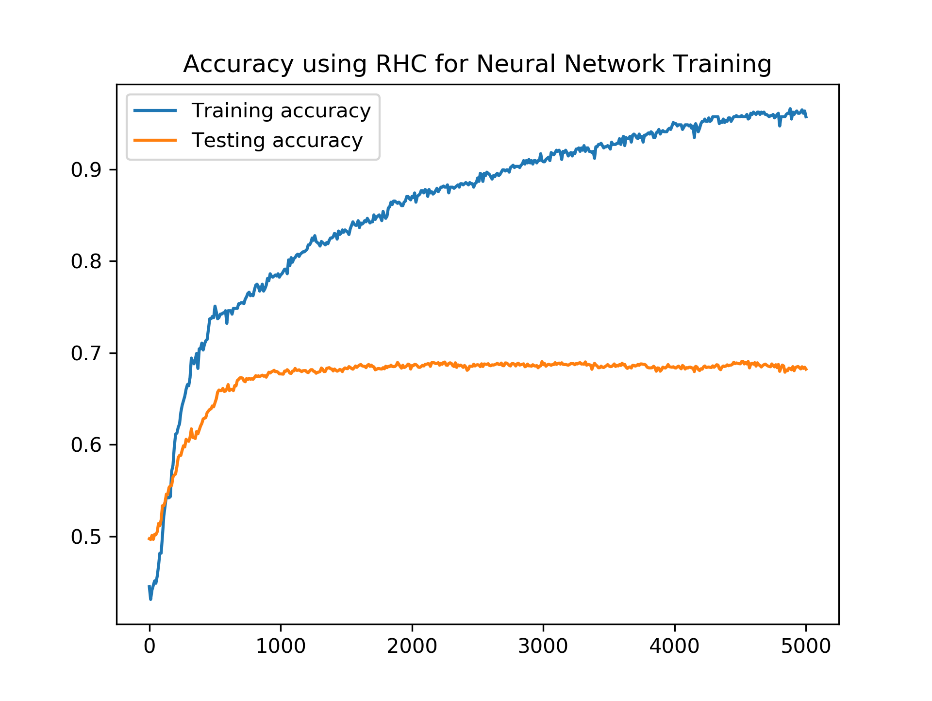 Accuracy using RHC for Neural Network Training
Training accuracy
Testing accuracy
0.9
0.8
0.7
0.6
0.5
0 1000 2000 3000 4000 5000